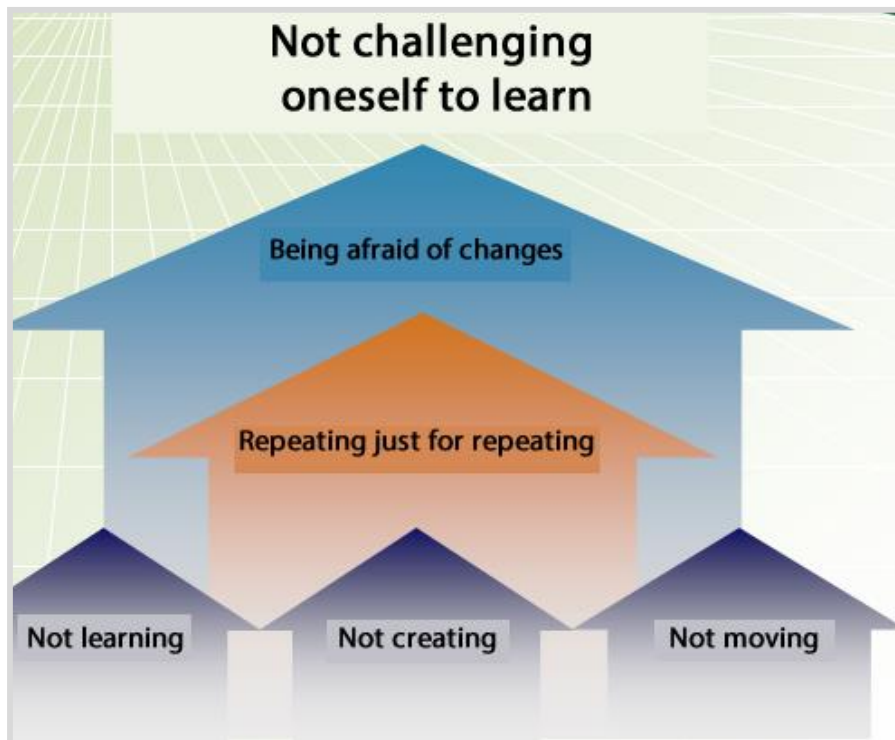 Not challenging
oneself to learn
Being afraid of changes
Repeating just for repeating
Not learning
Not creating
Not moving